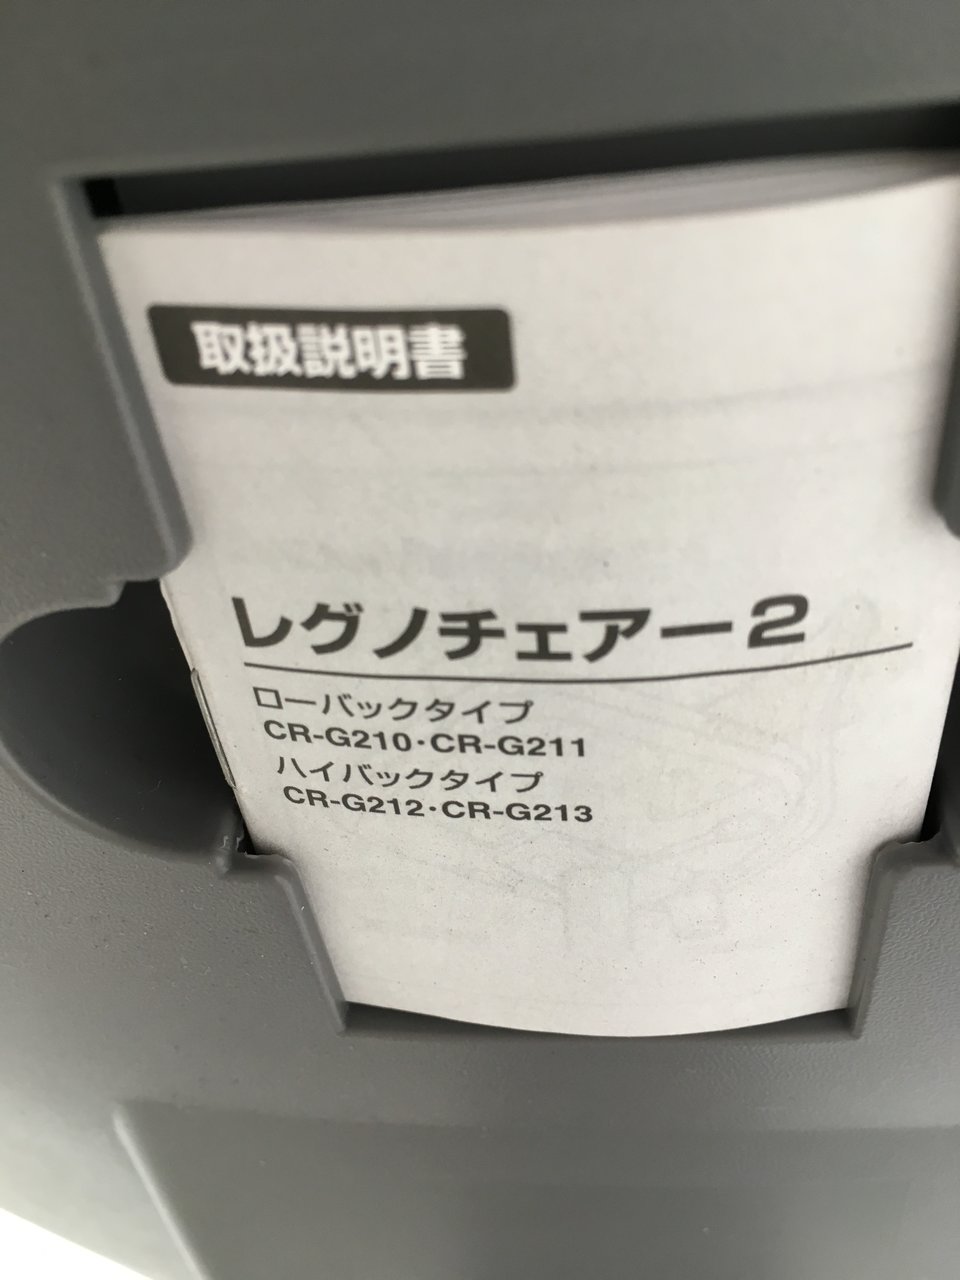 取扱説明書
レグノチェアー2
ローバックタイプ
CR-G210・CR-G211
ハイバックタイプ
CR-G212・CR-G213